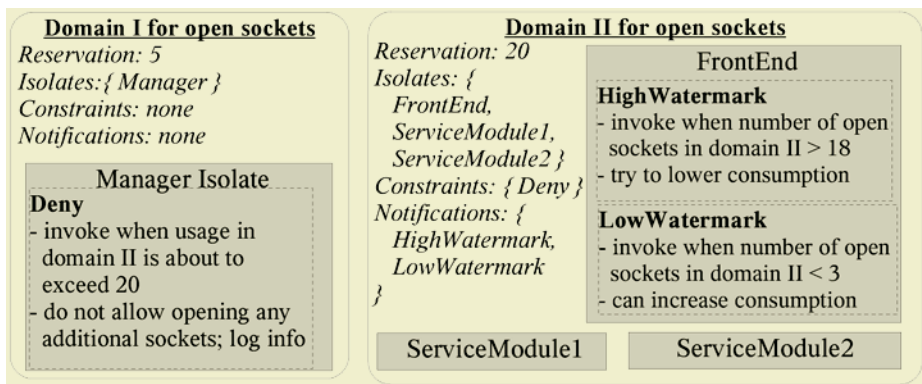 Domain I for open sockets
Reservation: 5
Isolates:{ Manager }
Constraints: none
Notifications: none
Manager Isolate
Deny
- invoke when usage in
domain II is about to
exceed 20
- do not allow opening any
additional sockets; log info
Domain II for open sockets
Reservation: 20
Isolates: {
FrontEnd,
ServiceModule1,
ServiceModule2 }
Constraints: { Deny }
Notifications: {
HighWatermark,
LowWatermark
}
FrontEnd
HighWatermark
- invoke when number of open
sockets in domain II > 18
- try to lower consumption
LowWatermark
- invoke when number of open
sockets in domain II < 3
- can increase consumption
ServiceModule1
ServiceModule2